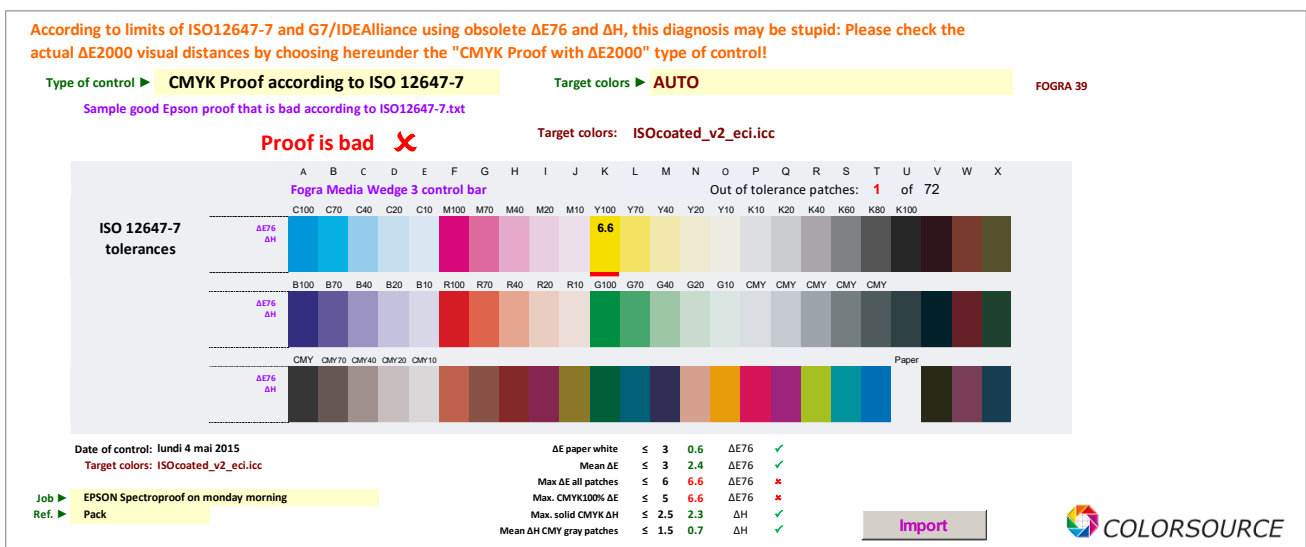 According to limits of ISO12647-7 and G7/IDEAlliance using obsolete ΔE76 and ΔH, this diagnosis may be stupid: Please check the
actual ΔE2000 visual distances by choosing hereunder the "CMYK Proof with ΔE2000" type of control!
Type of control ► CMYK Proof according to ISO 12647-7 Target colors ► AUTO FOGRA 39
Sample good Epson proof that is bad according to ISO12647-7.txt
Proof is bad ✘ Target colors: ISOcoated_v2_eci.icc
A B C D E F G H I J K L M N O P Q R S T U V W X
Fogra Media Wedge 3 control bar Out of tolerance patches: 1 of 72
C100 C70 C40 C20 C10 M100 M70 M40 M20 M10 Y100 Y70 Y40 Y20 Y10 K10 K20 K40 K60 K80 K100
ISO 12647-7 ΔE76 6.6
tolerances ΔH
B100 B70 B40 B20 B10 R100 R70 R40 R20 R10 G100 G70 G40 G20 G10 CMY CMY CMY CMY CMY
ΔE76
ΔH
CMY CMY70 CMY40 CMY20 CMY10 Paper
ΔE76
ΔH
Date of control: lundi 4 mai 2015 ΔE paper white ≤ 3 0.6 ΔE76 ✓
Target colors: ISOcoated_v2_eci.icc Mean ΔE ≤ 3 2.4 ΔE76 ✓
Max ΔE all patches ≤ 6 6.6 ΔE76 ✘
Job ► EPSON Spectroproof on monday morning Max. CMYK100% ΔE ≤ 5 6.6 ΔE76 ✘
Ref. ► Pack Max. solid CMYK ΔH ≤ 2.5 2.3 ΔH ✓
Mean ΔH CMY gray patches ≤ 1.5 0.7 ΔH ✓
Import COLORSOURCE